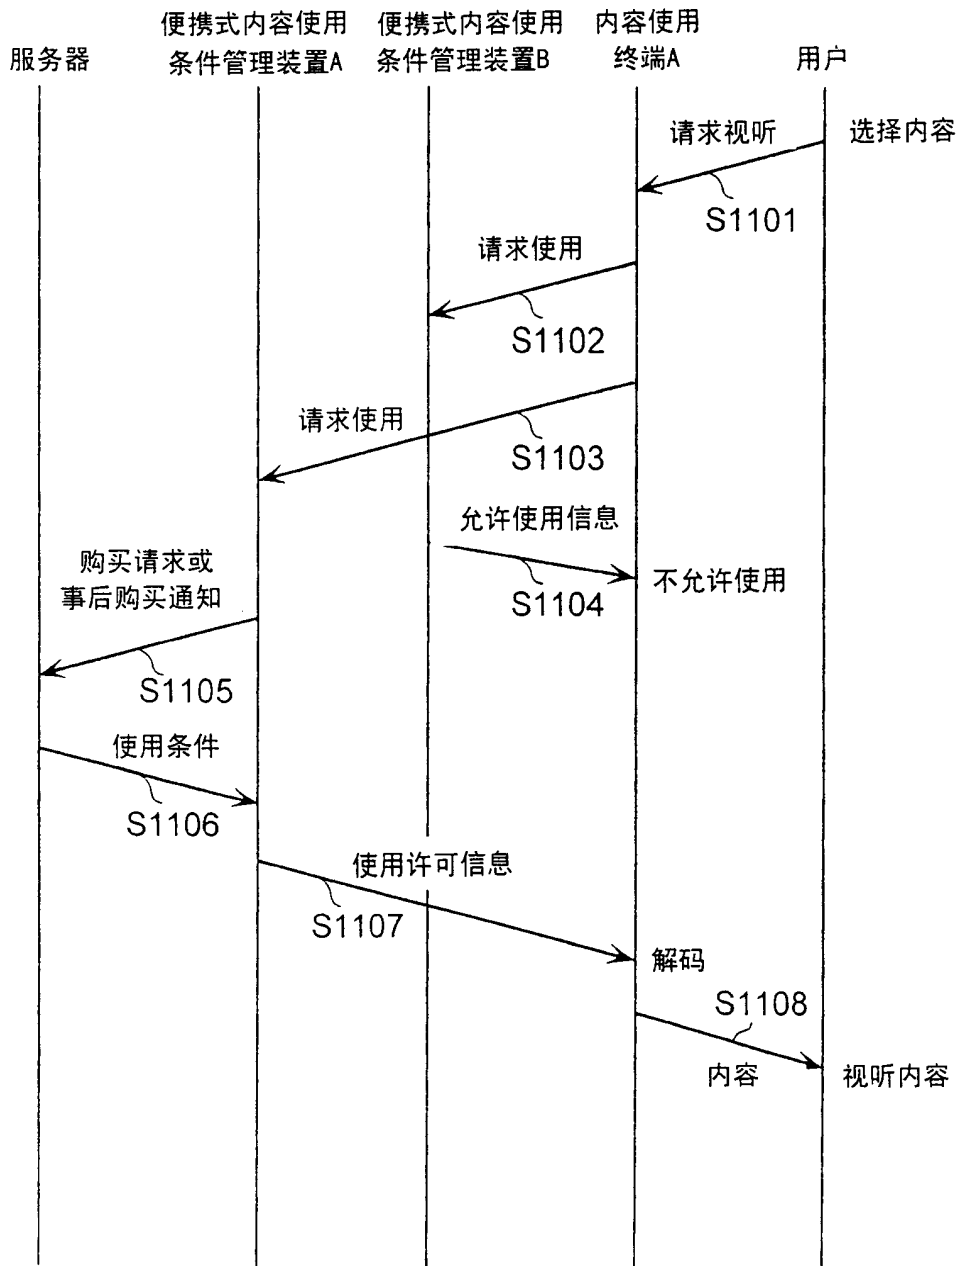 服务器
便携式内容使用
条件管理装置A
便携式内容使用
条件管理装置B
内容使用
终端A
用户
请求视听
选择内容
S1101
请求使用
S1102
请求使用
S1103
允许使用信息
S1104
不允许使用
购买请求或
事后购买通知
S1105
使用条件
S1106
使用许可信息
S1107
解码
S1108
内容
视听内容